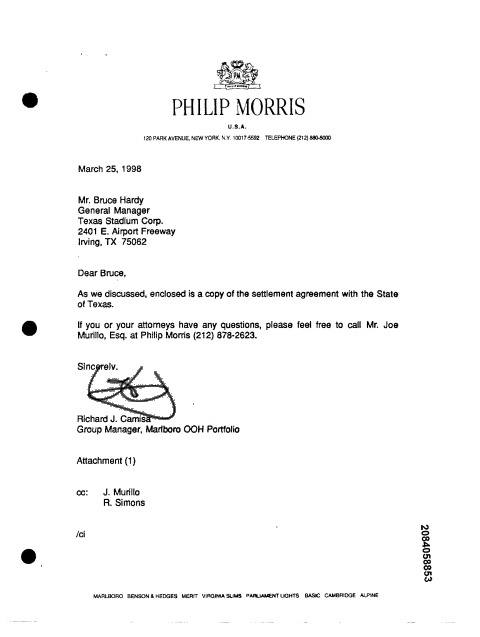 PM
PHILIP MORRIS
U.S.A.
120 PARK AVENUE, NEW YORK, N.Y. 10017-5592 TELEPHONE (212) 880-5000
March 25, 1998
Mr. Bruce Hardy
General Manager
Texas Stadium Corp.
2401 E. Airport Freeway
Irving, TX 75062
Dear Bruce,
As we discussed, enclosed is a copy of the settlement agreement with the State
of Texas.
If you or your attorneys have any questions, please feel free to call Mr. Joe
Murillo, Esq. at Philip Morris (212) 878-2623.
Sincerely,
Richard J. Camisa
Group Manager, Marlboro OOH Portfolio
Attachment (1)
cc: J. Murillo
R. Simons
/ci
2084058853
MARLBORO BENSON & HEDGES MERIT VIRGINIA SLIMS PARLIAMENT LIGHTS BASIC CAMBRIDGE ALPINE